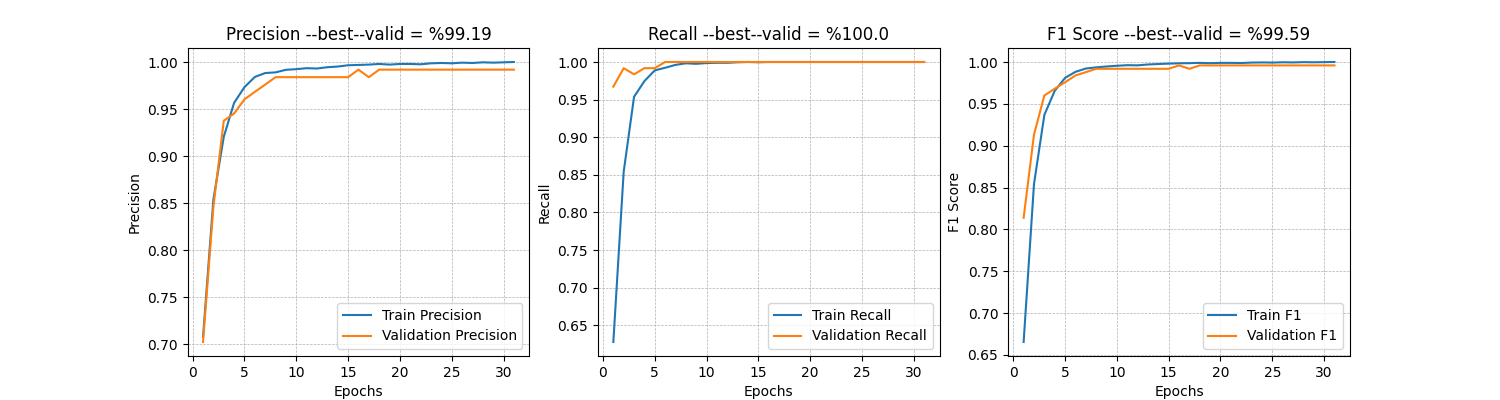 Precision --best--valid = %99.19
1.00
0.95
0.90
0.85
0.80
0.75
0.70
Precision
0 5 10 15 20 25 30
Epochs
Train Precision
Validation Precision
Recall --best--valid = %100.0
1.00
0.95
0.90
0.85
0.80
0.75
0.70
0.65
Recall
0 5 10 15 20 25 30
Epochs
Train Recall
Validation Recall
F1 Score --best--valid = %99.59
1.00
0.95
0.90
0.85
0.80
0.75
0.70
0.65
F1 Score
0 5 10 15 20 25 30
Epochs
Train F1
Validation F1